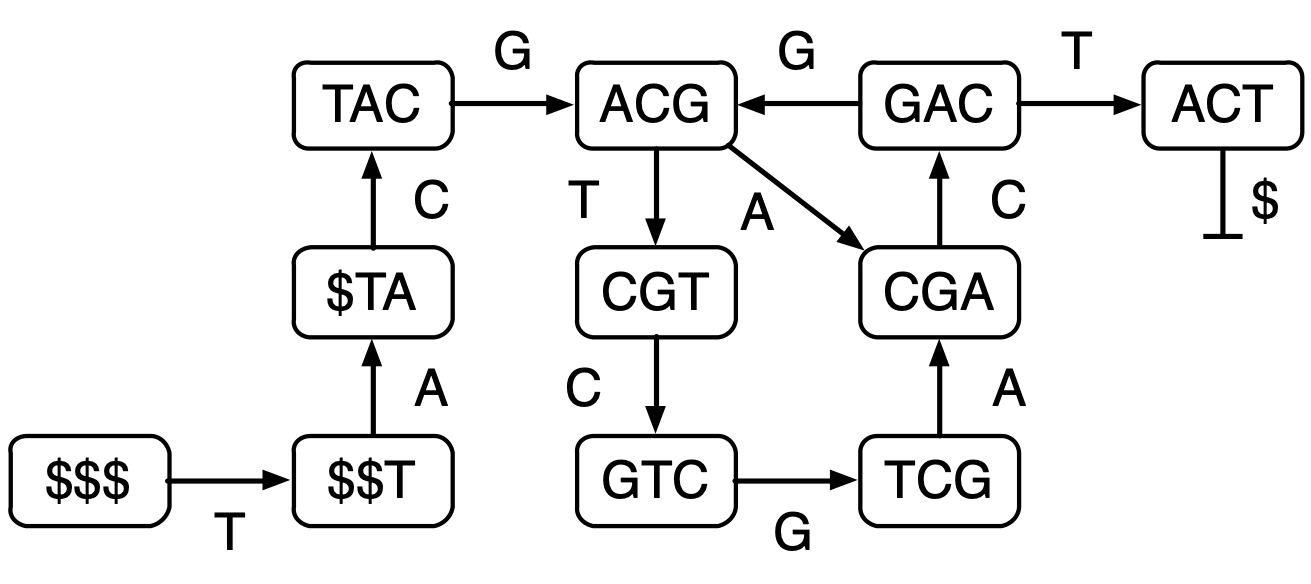 G G T
TAC ACG GAC ACT
C T A C $
$TA CGT CGA
A C A
$$$ $$T GTC TCG
T G